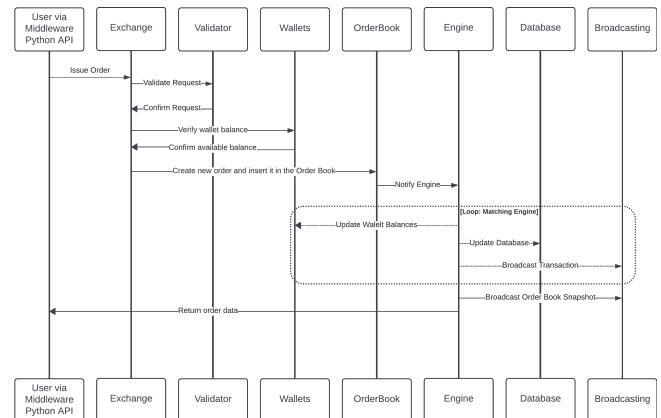 User via
Middleware
Python API
Exchange
Validator
Wallets
OrderBook
Engine
Database
Broadcasting
Issue Order
Validate Request
Confirm Request
Verify wallet balance
Confirm available balance
Create new order and insert it in the Order Book
Notify Engine
[Loop: Matching Engine]
Update Walelt Balances
Update Database
Broadcast Transaction
Broadcast Order Book Snapshot
Return order data
User via
Middleware
Python API
Exchange
Validator
Wallets
OrderBook
Engine
Database
Broadcasting